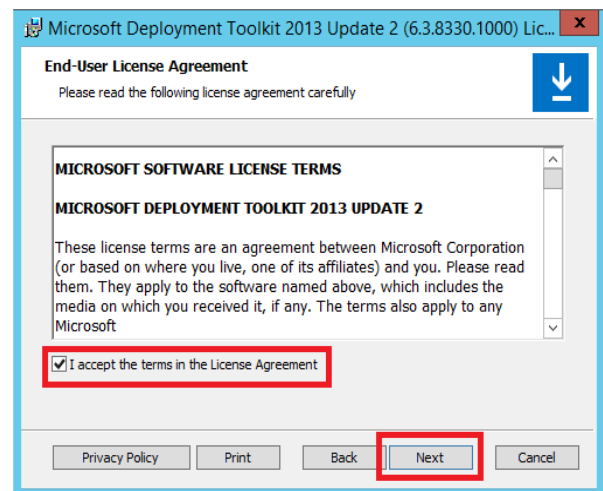 Microsoft Deployment Toolkit 2013 Update 2 (6.3.8330.1000) Lic...
x
End-User License Agreement
Please read the following license agreement carefully
MICROSOFT SOFTWARE LICENSE TERMS
MICROSOFT DEPLOYMENT TOOLKIT 2013 UPDATE 2
These license terms are an agreement between Microsoft Corporation
(or based on where you live, one of its affiliates) and you. Please read
them. They apply to the software named above, which includes the
media on which you received it, if any. The terms also apply to any
Microsoft
I accept the terms in the License Agreement
Privacy Policy Print Back Next Cancel